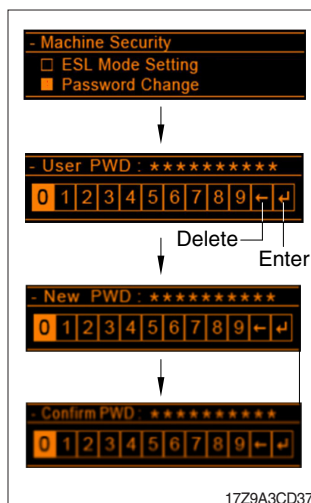 - Machine Security
□ ESL Mode Setting
■ Password Change
- User PWD : **********
0 1 2 3 4 5 6 7 8 9 ← ↵
Delete
Enter
- New PWD : **********
0 1 2 3 4 5 6 7 8 9 ← ↵
- Confirm PWD : **********
0 1 2 3 4 5 6 7 8 9 ← ↵
17Z9A3CD37